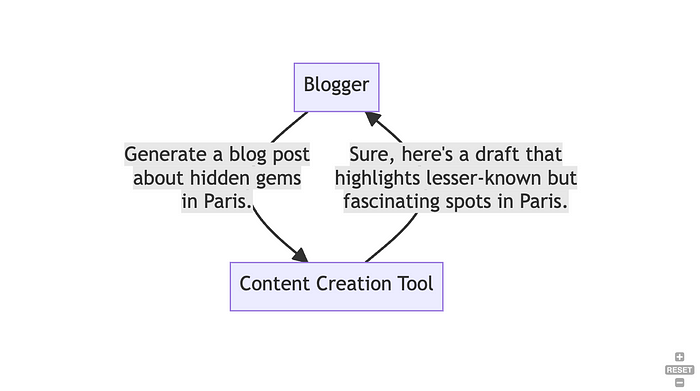 Blogger
Generate a blog post
about hidden gems
in Paris.
Sure, here's a draft that
highlights lesser-known but
fascinating spots in Paris.
Content Creation Tool
+
RESET
−